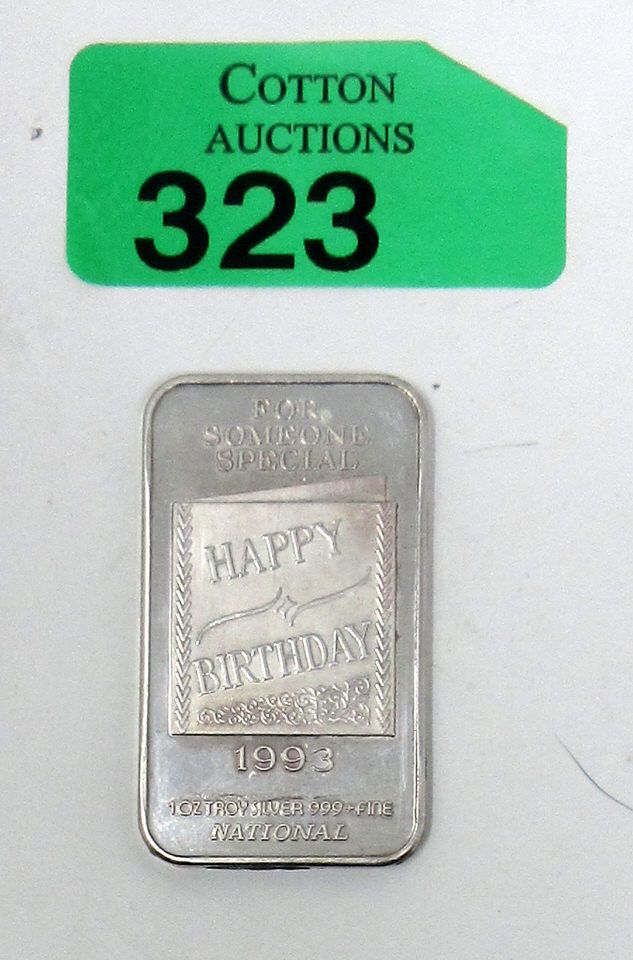 COTTON
AUCTIONS
323
FOR
SOMEONE
SPECIAL
HAPPY
BIRTHDAY
1993
1 OZ TROY SILVER 999+FINE
NATIONAL